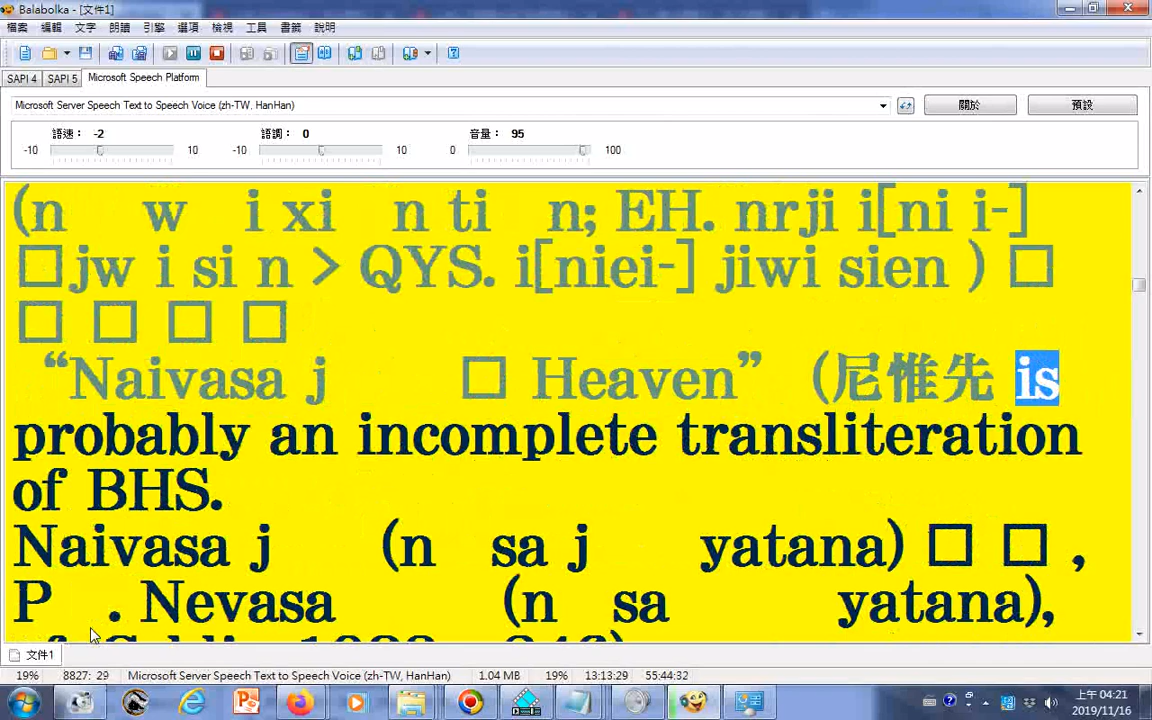 Balabolka - [文件1]
檔案 編輯 文字 朗讀 引擎 選項 檢視 工具 書籤 說明
SAPI 4 SAPI 5 Microsoft Speech Platform
Microsoft Server Speech Text to Speech Voice (zh-TW, HanHan) 關於 預設
語速： -2 語調： 0 音量： 95
-10 10 -10 10 0 100
(n w i xi n ti n; EH. nrji i[ni i-]
□jw i si n > QYS. i[niei-] jiwi sien ) □
□ □ □ □
“Naivasa j □ Heaven” (尼惟先 is
probably an incomplete transliteration
of BHS.
Naivasa j (n sa j yatana) □ □ ,
P . Nevasa (n sa yatana),
文件1
19% 8827: 29 Microsoft Server Speech Text to Speech Voice (zh-TW, HanHan) 1.04 MB 19% 13:13:29 55:44:32
上午 04:21
2019/11/16